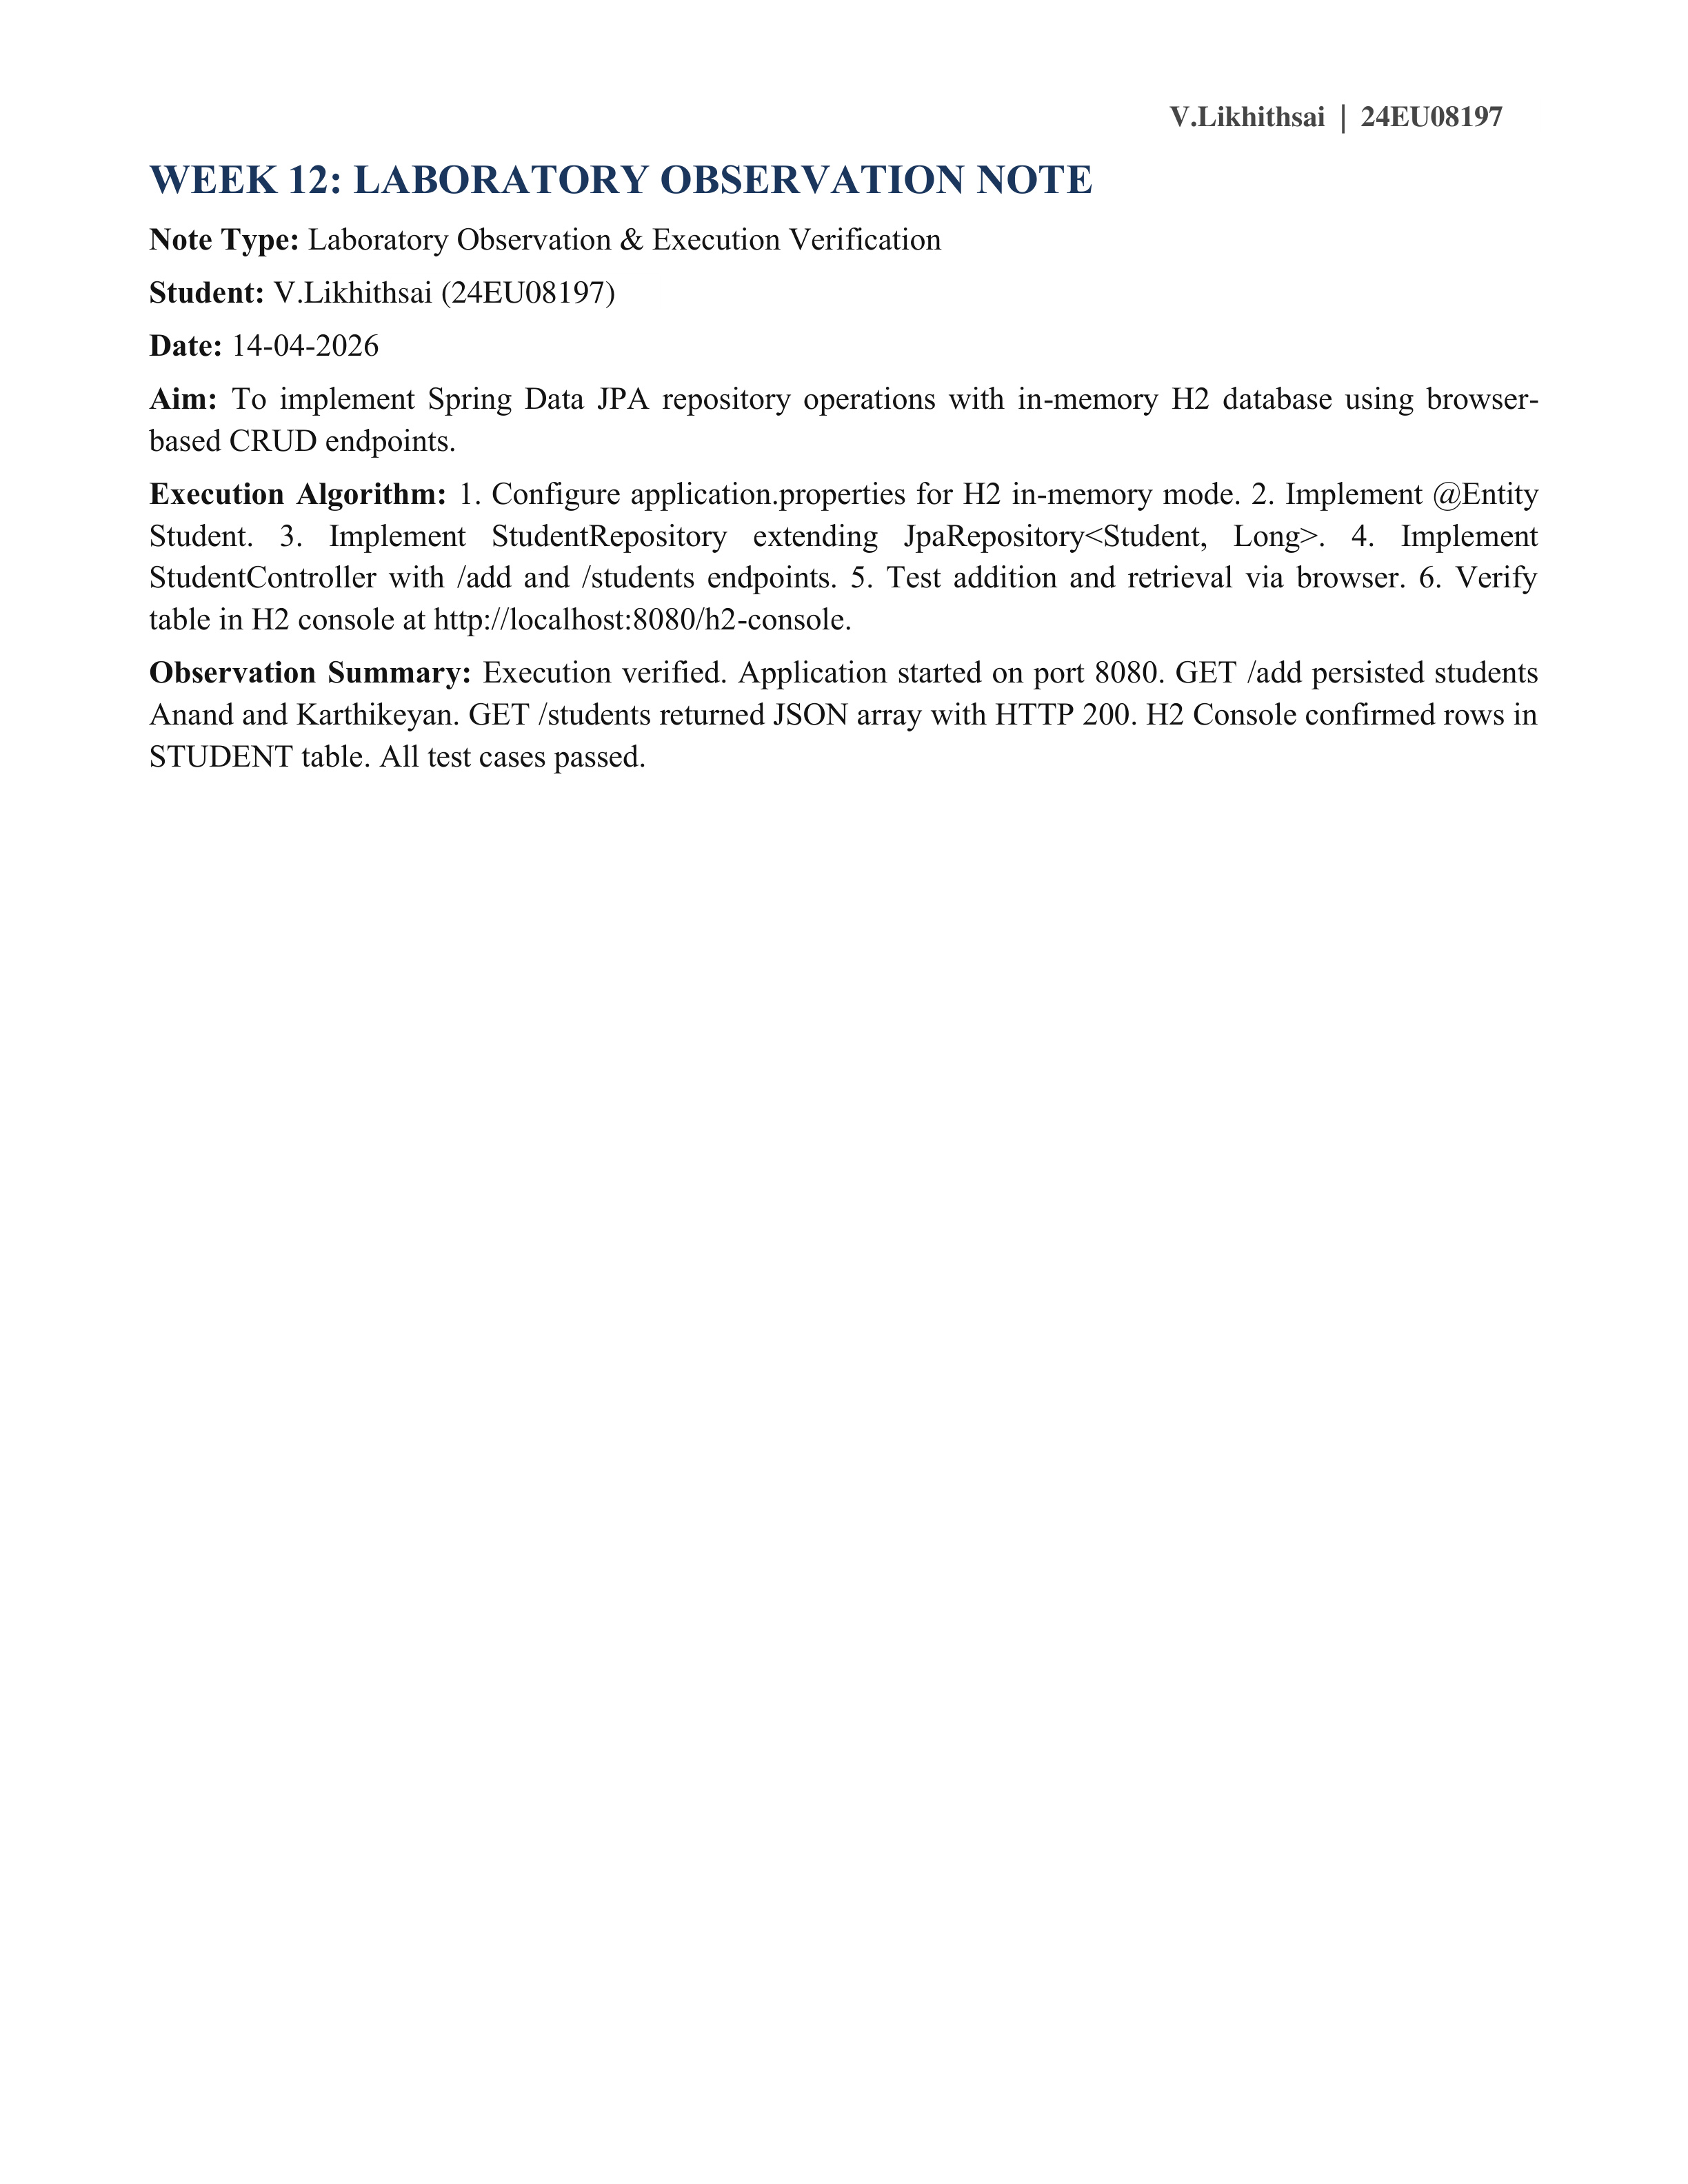 V.Likhithsai | 24EU08197
WEEK 12: LABORATORY OBSERVATION NOTE
Note Type: Laboratory Observation & Execution Verification
Student: V.Likhithsai (24EU08197)
Date: 14-04-2026
Aim: To implement Spring Data JPA repository operations with in-memory H2 database using browser-
based CRUD endpoints.
Execution Algorithm: 1. Configure application.properties for H2 in-memory mode. 2. Implement @Entity
Student. 3. Implement StudentRepository extending JpaRepository<Student, Long>. 4. Implement
StudentController with /add and /students endpoints. 5. Test addition and retrieval via browser. 6. Verify
table in H2 console at http://localhost:8080/h2-console.
Observation Summary: Execution verified. Application started on port 8080. GET /add persisted students
Anand and Karthikeyan. GET /students returned JSON array with HTTP 200. H2 Console confirmed rows in
STUDENT table. All test cases passed.